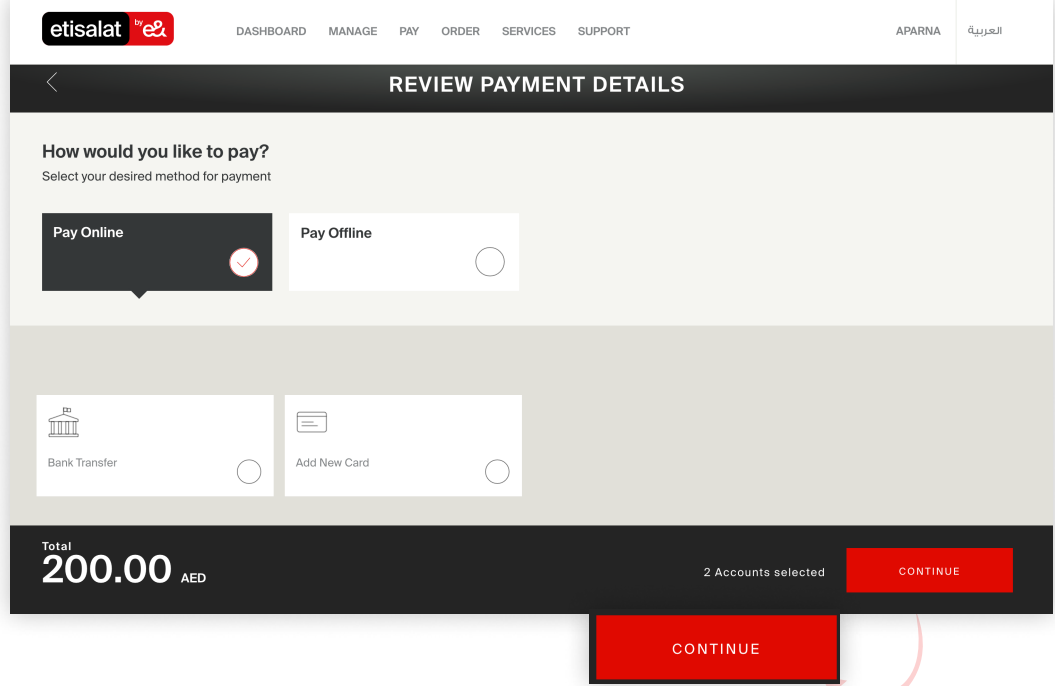 etisalat by e&
DASHBOARD MANAGE PAY ORDER SERVICES SUPPORT APARNA العربية
REVIEW PAYMENT DETAILS
How would you like to pay?
Select your desired method for payment
Pay Online Pay Offline
Bank Transfer Add New Card
Total
200.00 AED 2 Accounts selected CONTINUE
CONTINUE